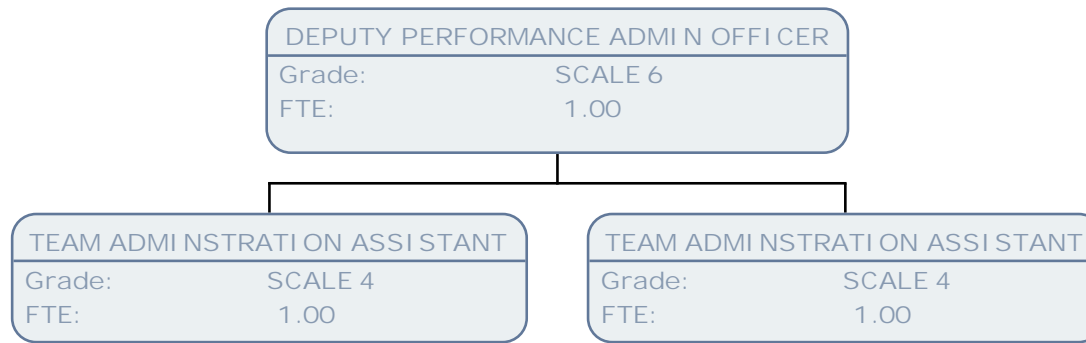 DEPUTY PERFORMANCE ADMIN OFFICER
Grade: SCALE 6
FTE: 1.00
TEAM ADMINSTRATION ASSISTANT
Grade: SCALE 4
FTE: 1.00
TEAM ADMINSTRATION ASSISTANT
Grade: SCALE 4
FTE: 1.00